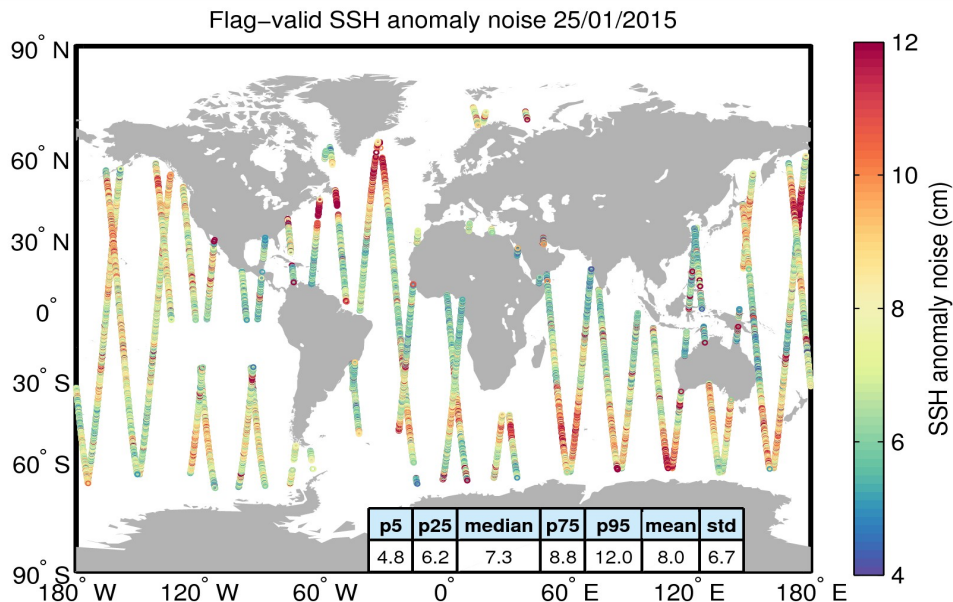 Flag−valid SSH anomaly noise 25/01/2015
90° N
60° N
30° N
0°
30° S
60° S
90° S
180° W
120° W
60° W
0°
60° E
120° E
180° E
p5 p25 median p75 p95 mean std
4.8 6.2 7.3 8.8 12.0 8.0 6.7
12
10
8
6
4
SSH anomaly noise (cm)